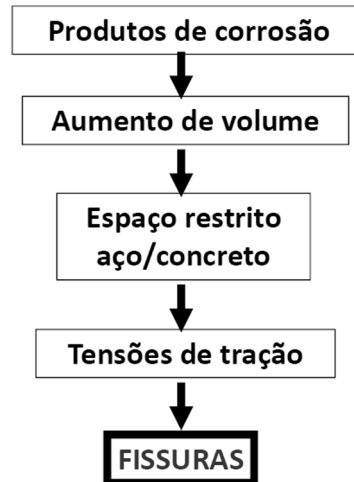 Produtos de corrosão
Aumento de volume
Espaço restrito
aço/concreto
Tensões de tração
FISSURAS